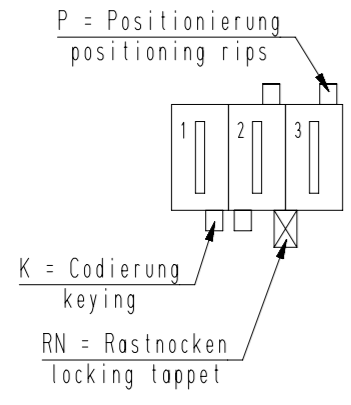 P = Positionierung
positioning rips
1 2 3
K = Codierung
keying
RN = Rastnocken
locking tappet